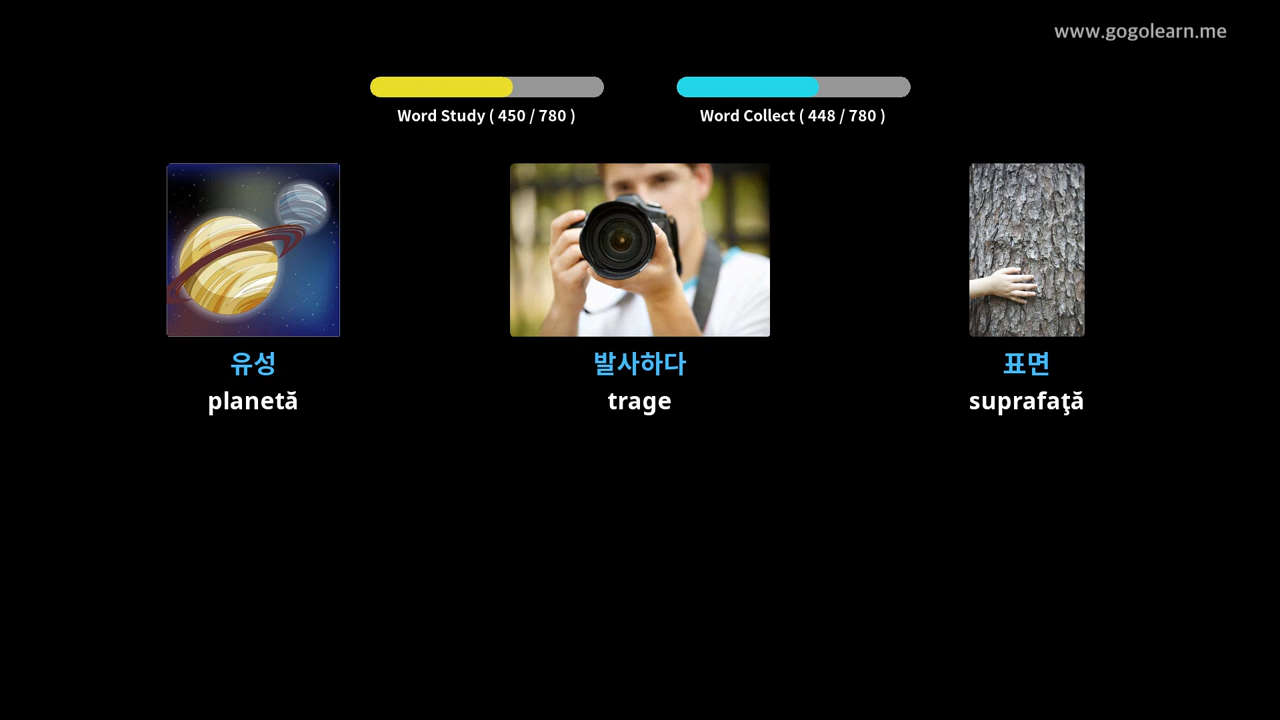 www.gogolearn.me
Word Study ( 450 / 780 )
Word Collect ( 448 / 780 )
유성
발사하다
표면
planetă
trage
suprafaţă